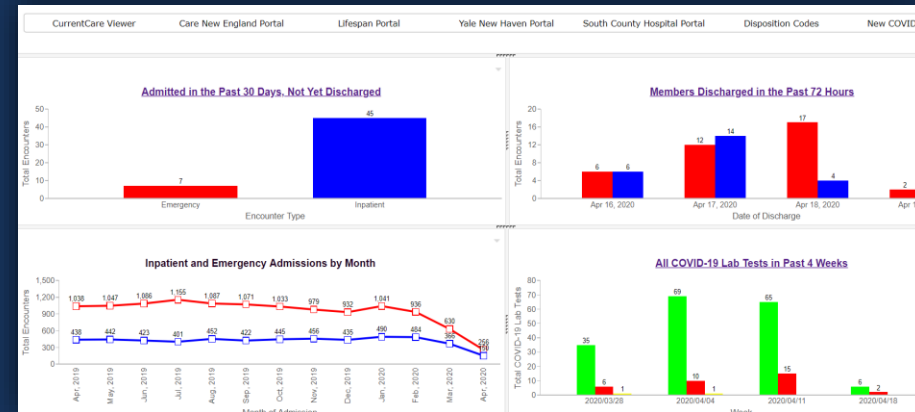 CurrentCare Viewer Care New England Portal Lifespan Portal Yale New Haven Portal South County Hospital Portal Disposition Codes New COVID
Admitted in the Past 30 Days, Not Yet Discharged
Total Encounters
50
40
30
20
10
0
7
45
Emergency Inpatient
Encounter Type
Members Discharged in the Past 72 Hours
Total Encounters
20
16
12
8
4
0
6 6 12 14 17 4 2
Apr 16, 2020 Apr 17, 2020 Apr 18, 2020 Apr 1
Date of Discharge
Inpatient and Emergency Admissions by Month
Total Encounters
1,500
1,200
900
600
300
0
1,038 1,047 1,086 1,155 1,087 1,071 1,033 979 932 1,041 936 630 256
438 442 423 401 452 422 445 456 435 490 484 366
Apr, 2019 May, 2019 Jun, 2019 Jul, 2019 Aug, 2019 Sep, 2019 Oct, 2019 Nov, 2019 Dec, 2019 Jan, 2020 Feb, 2020 Mar, 2020 Apr, 2020
Month of Admission
All COVID-19 Lab Tests in Past 4 Weeks
Total COVID-19 Lab Tests
80
70
60
50
40
30
20
10
0
35 6 1 69 10 1 65 15 6 2
2020/03/28 2020/04/04 2020/04/11 2020/04/18
Week